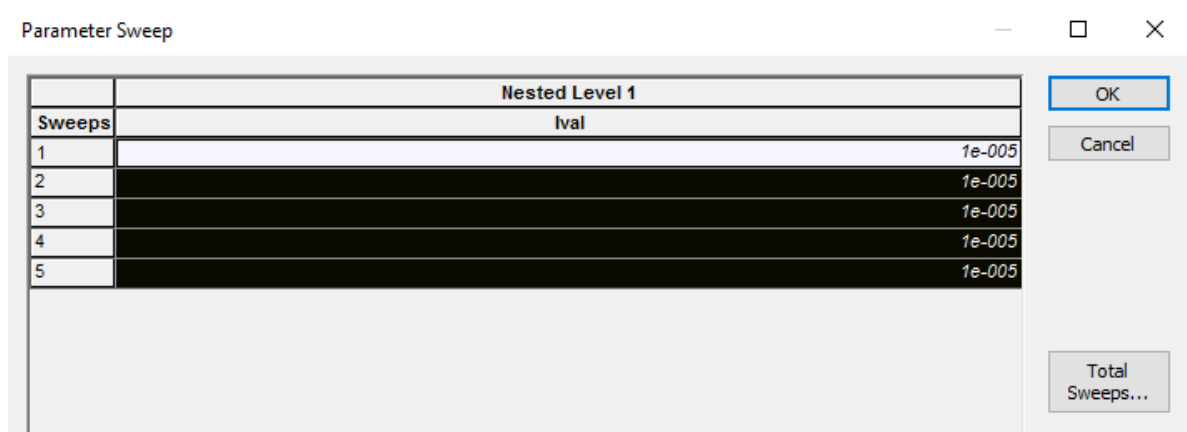 Parameter Sweep
Nested Level 1
Sweeps Ival
1 1e-005
2 1e-005
3 1e-005
4 1e-005
5 1e-005
OK
Cancel
Total
Sweeps...